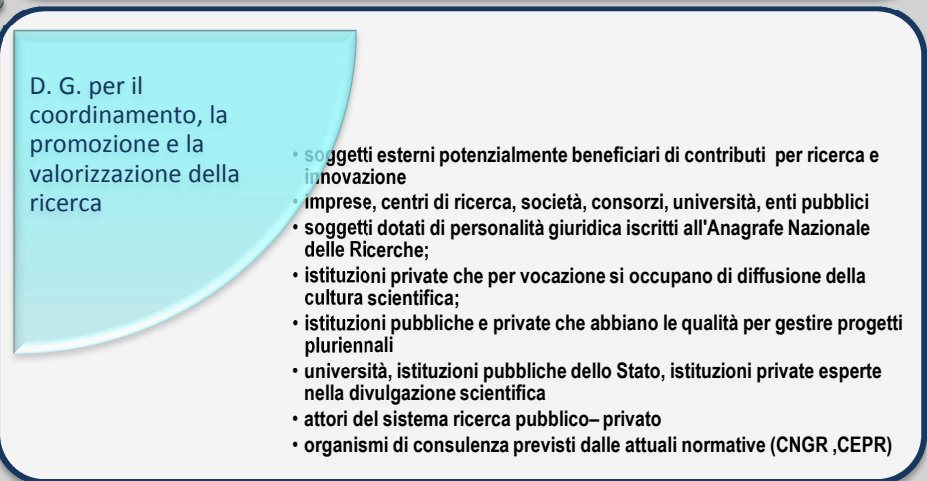 D. G. per il
coordinamento, la
promozione e la
valorizzazione della
ricerca
• soggetti esterni potenzialmente beneficiari di contributi per ricerca e
innovazione
• imprese, centri di ricerca, società, consorzi, università, enti pubblici
• soggetti dotati di personalità giuridica iscritti all'Anagrafe Nazionale
delle Ricerche;
• istituzioni private che per vocazione si occupano di diffusione della
cultura scientifica;
• istituzioni pubbliche e private che abbiano le qualità per gestire progetti
pluriennali
• università, istituzioni pubbliche dello Stato, istituzioni private esperte
nella divulgazione scientifica
• attori del sistema ricerca pubblico– privato
• organismi di consulenza previsti dalle attuali normative (CNGR ,CEPR)